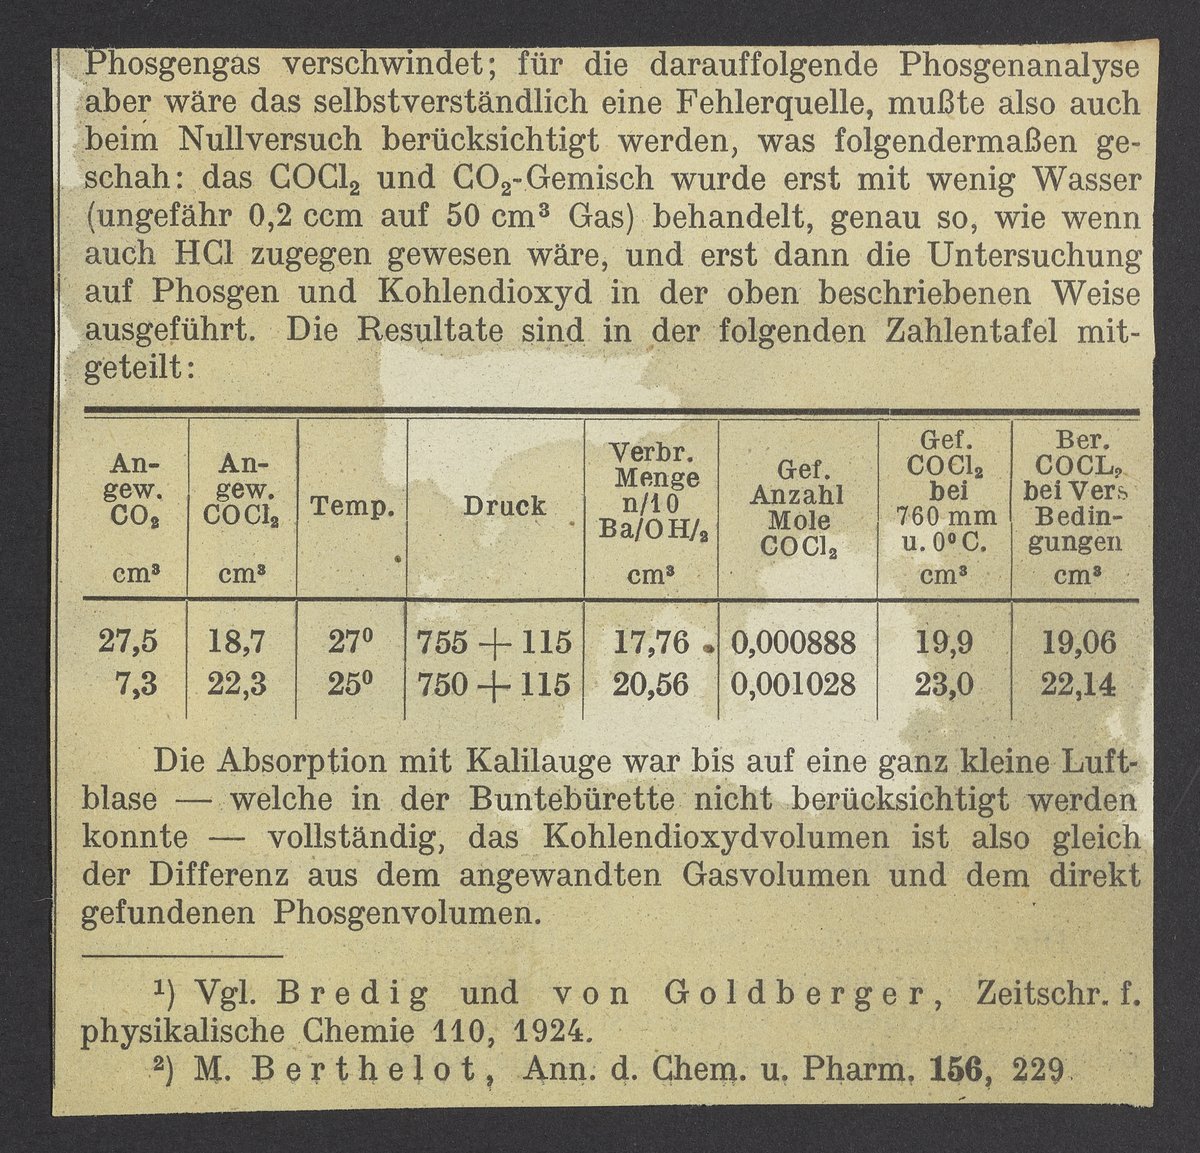 Phosgengas verschwindet; für die darauffolgende Phosgenanalyse
aber wäre das selbstverständlich eine Fehlerquelle, mußte also auch
beim Nullversuch berücksichtigt werden, was folgendermaßen ge-
schah: das COCl₂ und CO₂-Gemisch wurde erst mit wenig Wasser
(ungefähr 0,2 ccm auf 50 cm³ Gas) behandelt, genau so, wie wenn
auch HCl zugegen gewesen wäre, und erst dann die Untersuchung
auf Phosgen und Kohlendioxyd in der oben beschriebenen Weise
ausgeführt. Die Resultate sind in der folgenden Zahlentafel mit-
geteilt:
An-
gew.
CO₂
cm³
An-
gew.
COCl₂
cm³
Temp.
Druck
Verbr.
Menge
n/10
Ba/OH/₂
cm³
Gef.
Anzahl
Mole
COCl₂
Gef.
COCl₂
bei
760 mm
u. 0⁰ C.
cm³
Ber.
COCL₂
bei Vers
Bedin-
gungen
cm³
27,5 18,7 27⁰ 755 + 115 17,76 0,000888 19,9 19,06
7,3 22,3 25⁰ 750 + 115 20,56 0,001028 23,0 22,14
Die Absorption mit Kalilauge war bis auf eine ganz kleine Luft-
blase — welche in der Buntebürette nicht berücksichtigt werden
konnte — vollständig, das Kohlendioxydvolumen ist also gleich
der Differenz aus dem angewandten Gasvolumen und dem direkt
gefundenen Phosgenvolumen.
¹) Vgl. Bredig und von Goldberger, Zeitschr. f.
physikalische Chemie 110, 1924.
²) M. Berthelot, Ann. d. Chem. u. Pharm. 156, 229